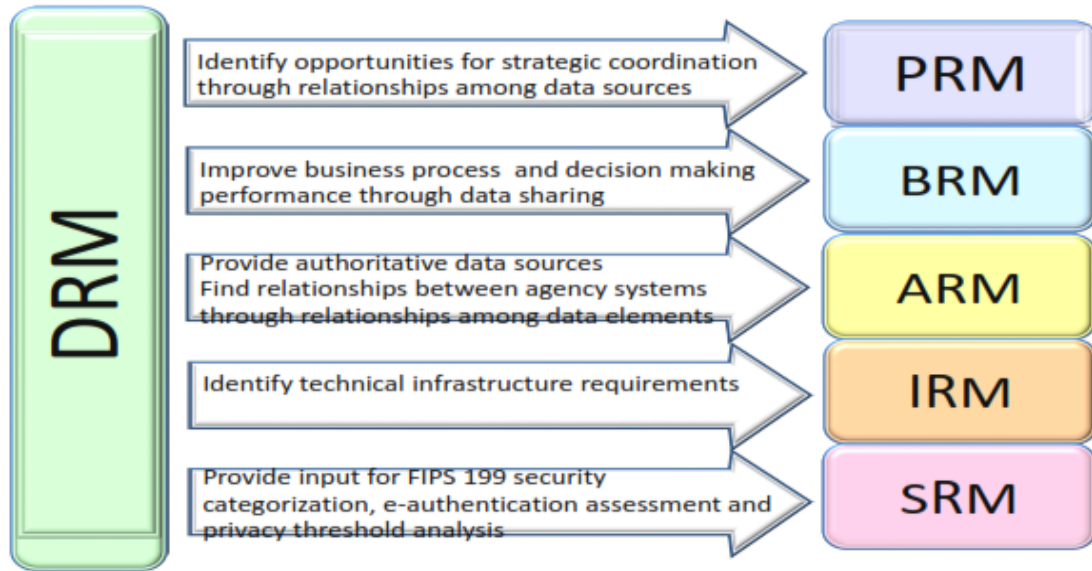 DRM
Identify opportunities for strategic coordination
through relationships among data sources
PRM
Improve business process and decision making
performance through data sharing
BRM
Provide authoritative data sources
Find relationships between agency systems
through relationships among data elements
ARM
Identify technical infrastructure requirements
IRM
Provide input for FIPS 199 security
categorization, e-authentication assessment and
privacy threshold analysis
SRM